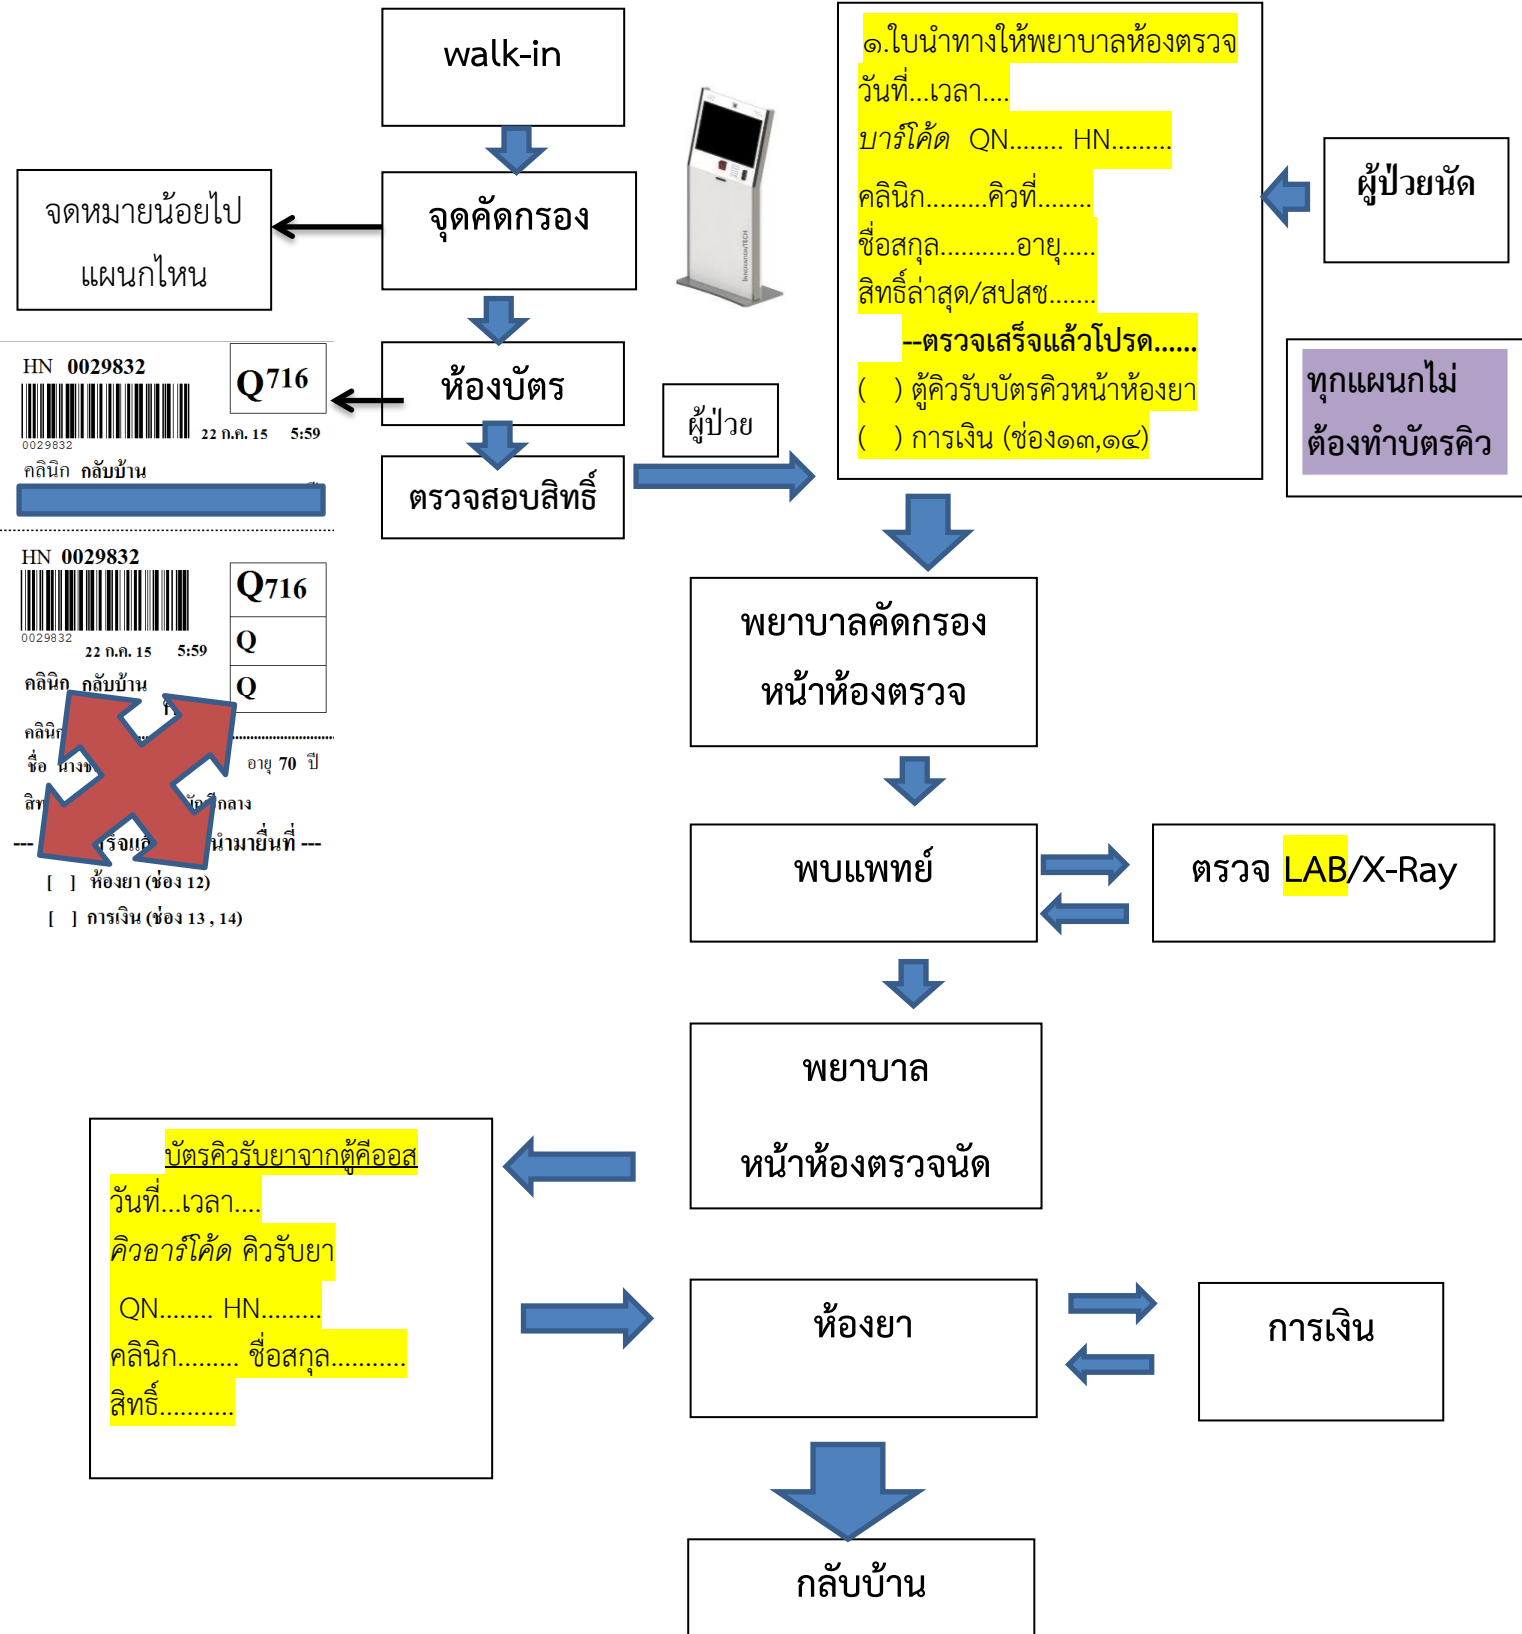 walk-in
จุดคัดกรอง
จดหมายน้อยไป
แผนกไหน
ห้องบัตร
ตรวจสอบสิทธิ์
ผู้ป่วย
๑.ใบนำทางให้พยาบาลห้องตรวจ
วันที่...เวลา....
บาร์โค้ด QN........ HN.........
คลินิก.........คิวที่........
ชื่อสกุล...........อายุ.....
สิทธิ์ล่าสุด/สปสช.......
--ตรวจเสร็จแล้วโปรด......
( ) ตู้คิวรับบัตรคิวหน้าห้องยา
( ) การเงิน (ช่อง๑๓,๑๔)
ผู้ป่วยนัด
ทุกแผนกไม่
ต้องทำบัตรคิว
HN 0029832
Q716
0029832
22 ก.ค. 15 5:59
คลินิก กลับบ้าน
HN 0029832
Q716
0029832
22 ก.ค. 15 5:59
Q
คลินิก กลับบ้าน
Q
อายุ 70 ปี
นำมายื่นที่ ---
[ ] ห้องยา (ช่อง 12)
[ ] การเงิน (ช่อง 13 , 14)
พยาบาลคัดกรอง
หน้าห้องตรวจ
พบแพทย์
ตรวจ LAB/X-Ray
พยาบาล
หน้าห้องตรวจนัด
บัตรคิวรับยาจากตู้คีออส
วันที่...เวลา....
คิวอาร์โค้ด คิวรับยา
QN........ HN.........
คลินิก......... ชื่อสกุล...........
สิทธิ์...........
ห้องยา
การเงิน
กลับบ้าน